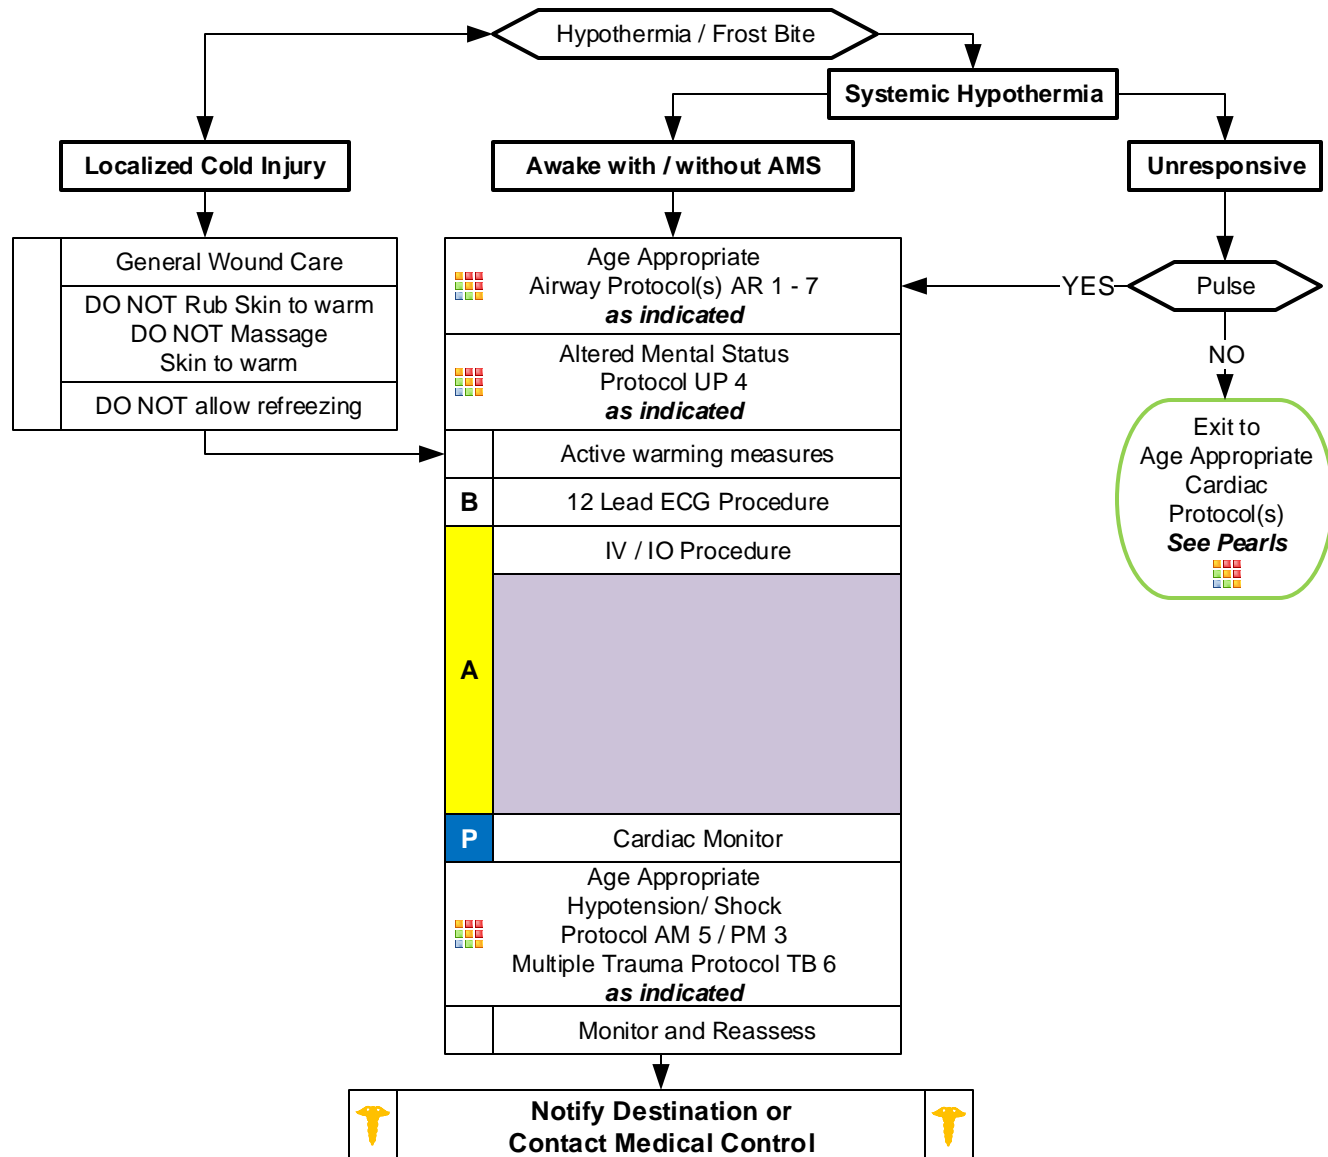 Hypothermia / Frost Bite
Systemic Hypothermia
Localized Cold Injury
Awake with / without AMS
Unresponsive
General Wound Care
DO NOT Rub Skin to warm
DO NOT Massage
Skin to warm
DO NOT allow refreezing
Age Appropriate
Airway Protocol(s) AR 1 - 7
as indicated
YES
Pulse
NO
Altered Mental Status
Protocol UP 4
as indicated
Exit to
Age Appropriate
Cardiac
Protocol(s)
See Pearls
Active warming measures
B 12 Lead ECG Procedure
IV / IO Procedure
A
P Cardiac Monitor
Age Appropriate
Hypotension/ Shock
Protocol AM 5 / PM 3
Multiple Trauma Protocol TB 6
as indicated
Monitor and Reassess
Notify Destination or
Contact Medical Control